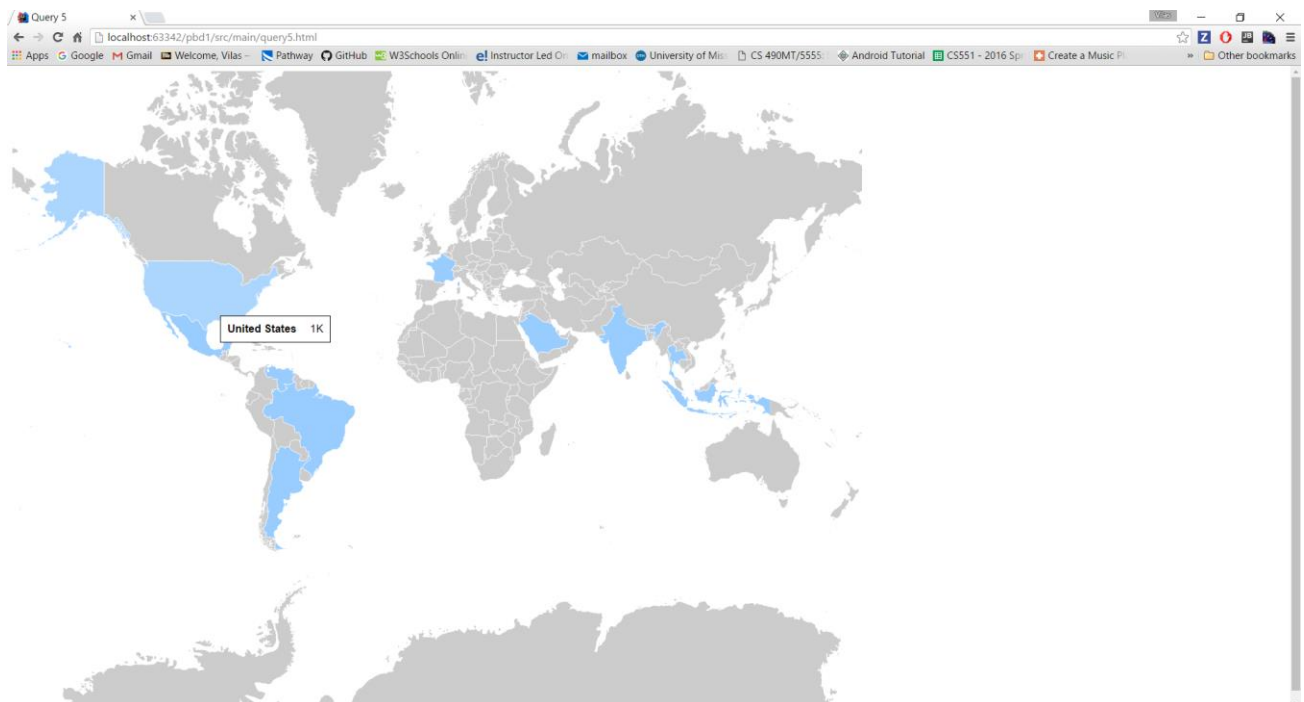 Query 5
localhost:63342/pbd1/src/main/query5.html
Apps G Google M Gmail Welcome, Vilas – Pathway GitHub W3Schools Onlin e! Instructor Led On mailbox University of Mis CS 490MT/5555: Android Tutorial CS551 - 2016 Sp Create a Music Pl » Other bookmarks
United States 1K